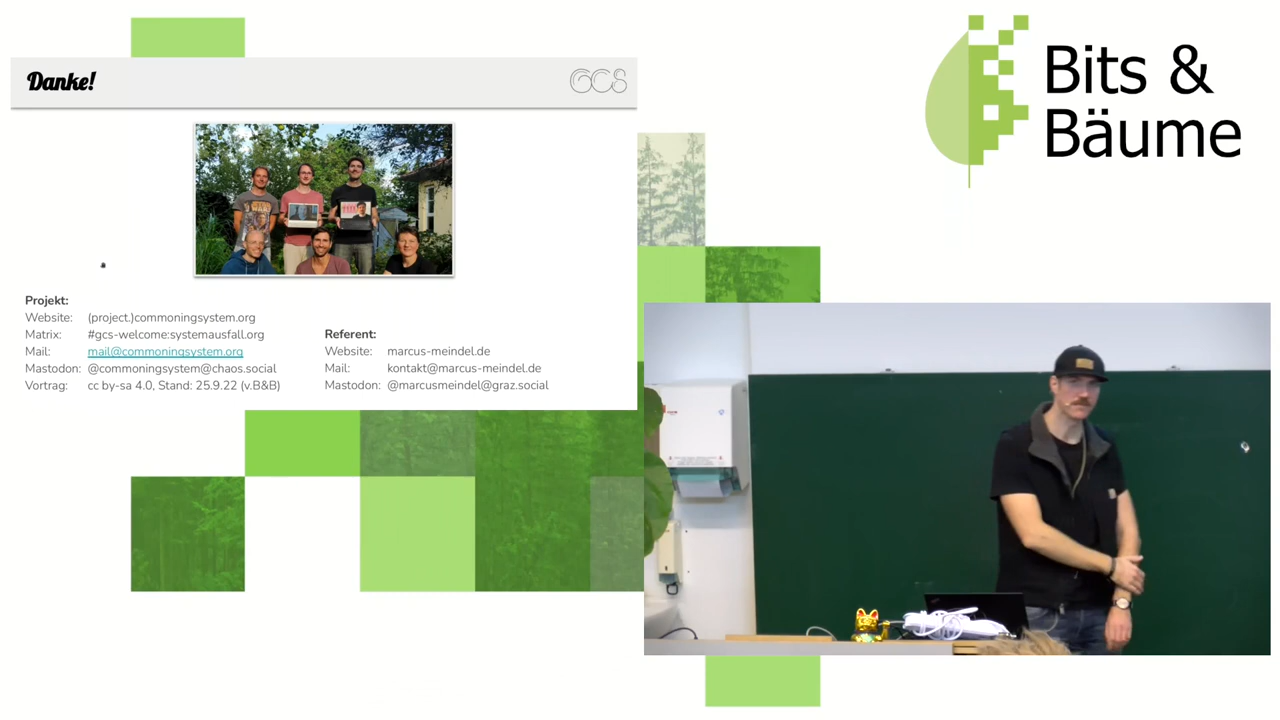 Danke!
GCS
Projekt:
Website: (project.)commoningsystem.org
Matrix: #gcs-welcome:systemausfall.org
Mail: mail@commoningsystem.org
Mastodon: @commoningsystem@chaos.social
Vortrag: cc by-sa 4.0, Stand: 25.9.22 (v.B&B)
Referent:
Website: marcus-meindel.de
Mail: kontakt@marcus-meindel.de
Mastodon: @marcusmeindel@graz.social
Bits &
Bäume